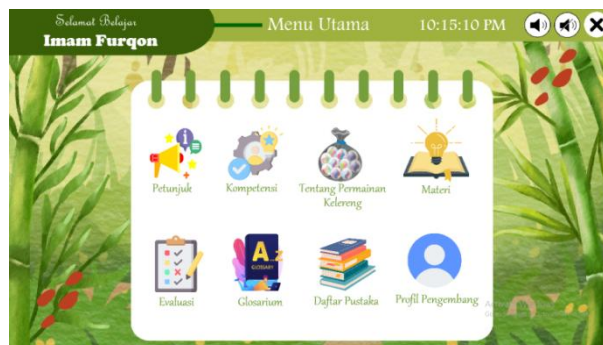 Selamat Belajar
Imam Furqon
Menu Utama
10:15:10 PM
Petunjuk
Kompetensi
Tentang Permainan
Kelereng
Materi
A
Z
GLOSSARY
Evaluasi
Glosarium
Daftar Pustaka
Profil Pengembang